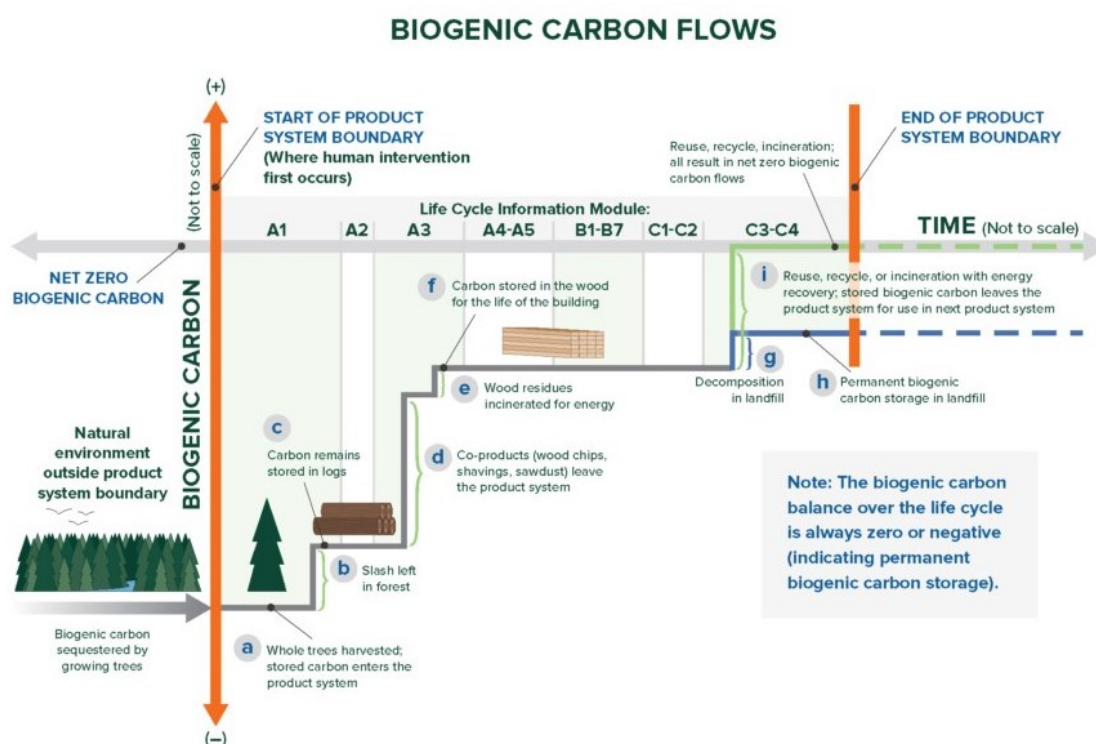 BIOGENIC CARBON FLOWS
(+)
(Not to scale)
START OF PRODUCT
SYSTEM BOUNDARY
(Where human intervention
first occurs)
Reuse, recycle, incineration;
all result in net zero biogenic
carbon flows
END OF PRODUCT
SYSTEM BOUNDARY
Life Cycle Information Module:
A1 A2 A3 A4-A5 B1-B7 C1-C2 C3-C4
TIME (Not to scale)
NET ZERO
BIOGENIC CARBON
BIOGENIC CARBON
f Carbon stored in the wood
for the life of the building
i Reuse, recycle, or incineration with energy
recovery; stored biogenic carbon leaves the
product system for use in next product system
g
Decomposition
in landfill
h Permanent biogenic
carbon storage in landfill
e Wood residues
incinerated for energy
c
Carbon remains
stored in logs
d Co-products (wood chips,
shavings, sawdust) leave
the product system
Natural
environment
outside product
system boundary
b Slash left
in forest
Note: The biogenic carbon
balance over the life cycle
is always zero or negative
(indicating permanent
biogenic carbon storage).
Biogenic carbon
sequestered by
growing trees
a Whole trees harvested;
stored carbon enters the
product system
(−)